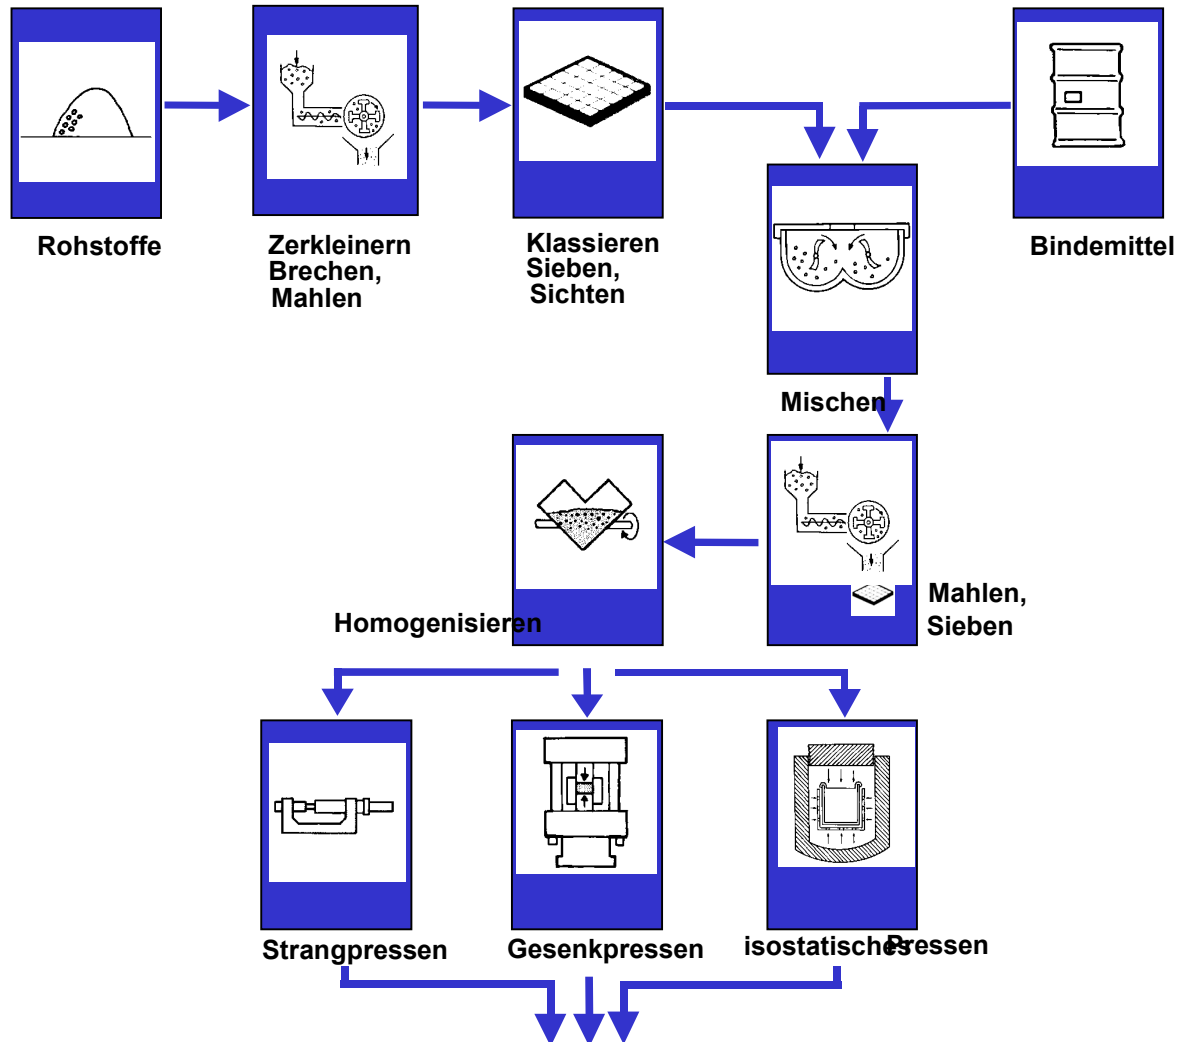 Rohstoffe
Zerkleinern
Brechen,
Mahlen
Klassieren
Sieben,
Sichten
Bindemittel
Mischen
Mahlen,
Sieben
Homogenisieren
Strangpressen
Gesenkpressen
isostatisches Pressen